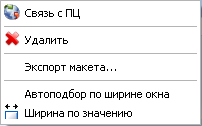 Связь с ПЦ
Удалить
Экспорт макета...
Автоподбор по ширине окна
Ширина по значению